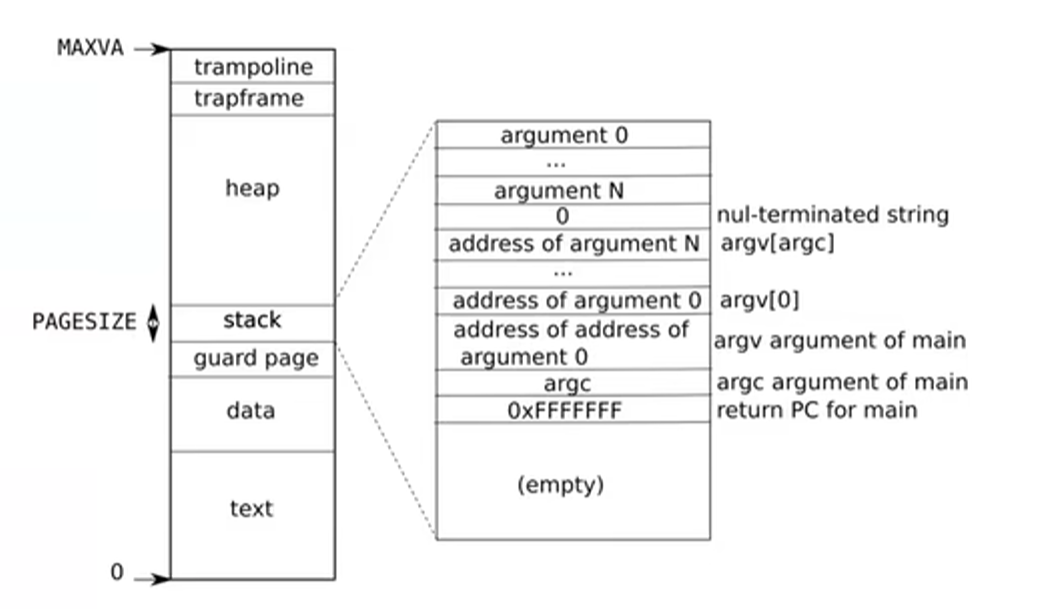 MAXVA
trampoline
trapframe
heap
PAGESIZE
stack
guard page
data
text
0
argument 0
...
argument N
0 nul-terminated string
address of argument N argv[argc]
...
address of argument 0 argv[0]
address of address of
argument 0
argv argument of main
argc argc argument of main
0xFFFFFFF return PC for main
(empty)